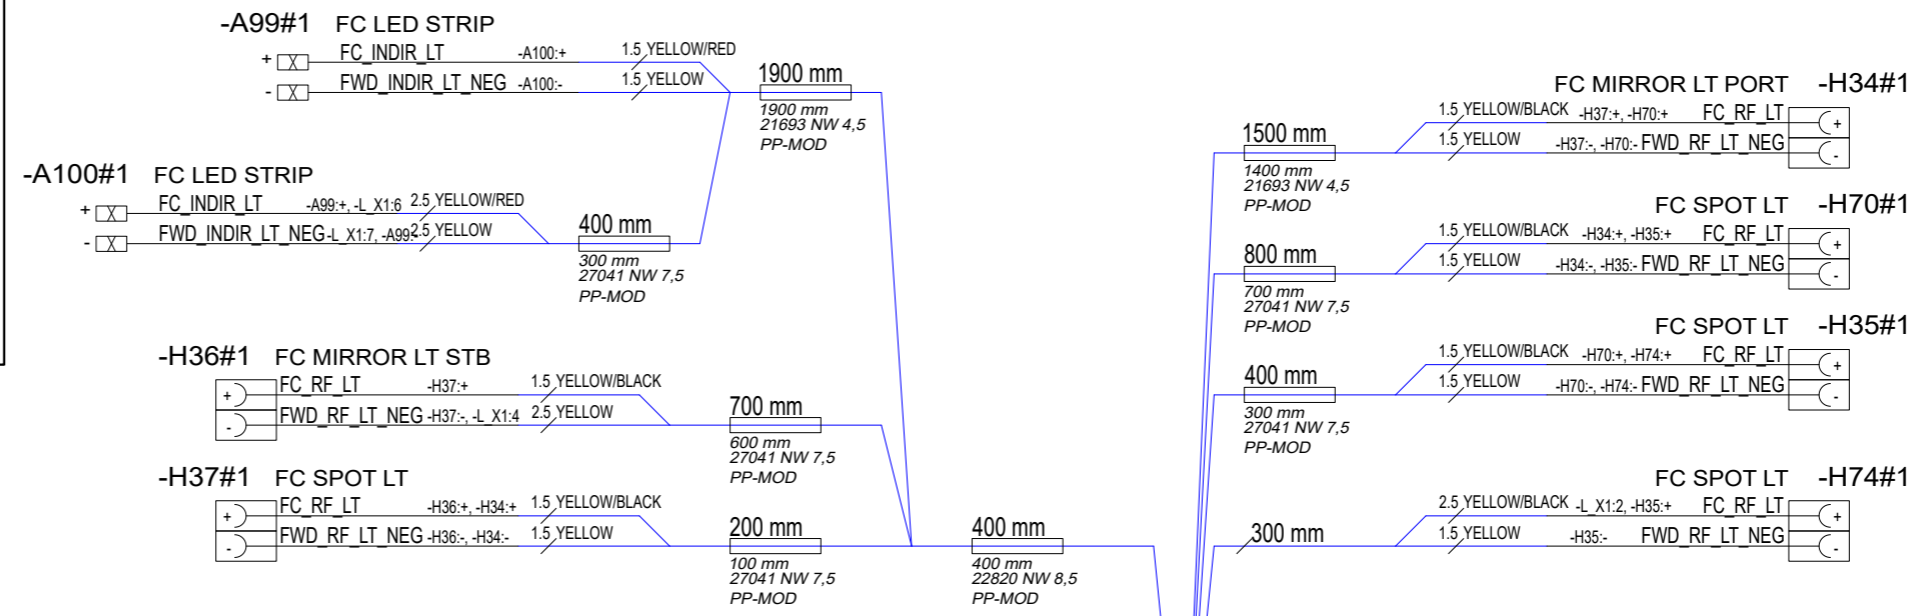 -A99#1 FC LED STRIP
+ X FC_INDIR_LT -A100:+ 1.5 YELLOW/RED
- X FWD_INDIR_LT_NEG -A100:- 1.5 YELLOW
1900 mm
1900 mm
21693 NW 4,5
PP-MOD
-A100#1 FC LED STRIP
+ X FC_INDIR_LT -A99:+, -L_X1:6 2.5 YELLOW/RED
- X FWD_INDIR_LT_NEG -L_X1:7, -A99:- 2.5 YELLOW
400 mm
300 mm
27041 NW 7,5
PP-MOD
-H36#1 FC MIRROR LT STB
+ FC_RF_LT -H37:+ 1.5 YELLOW/BLACK
- FWD_RF_LT_NEG -H37:-, -L_X1:4 2.5 YELLOW
700 mm
600 mm
27041 NW 7,5
PP-MOD
-H37#1 FC SPOT LT
+ FC_RF_LT -H36:+, -H34:+ 1.5 YELLOW/BLACK
- FWD_RF_LT_NEG -H36:-, -H34:- 1.5 YELLOW
200 mm
100 mm
27041 NW 7,5
PP-MOD
400 mm
400 mm
22820 NW 8,5
PP-MOD
FC MIRROR LT PORT -H34#1
1.5 YELLOW/BLACK -H37:+, -H70:+ FC_RF_LT +
1.5 YELLOW -H37:-, -H70:- FWD_RF_LT_NEG -
1500 mm
1400 mm
21693 NW 4,5
PP-MOD
FC SPOT LT -H70#1
1.5 YELLOW/BLACK -H34:+, -H35:+ FC_RF_LT +
1.5 YELLOW -H34:-, -H35:- FWD_RF_LT_NEG -
800 mm
700 mm
27041 NW 7,5
PP-MOD
FC SPOT LT -H35#1
1.5 YELLOW/BLACK -H70:+, -H74:+ FC_RF_LT +
1.5 YELLOW -H70:-, -H74:- FWD_RF_LT_NEG -
400 mm
300 mm
27041 NW 7,5
PP-MOD
FC SPOT LT -H74#1
2.5 YELLOW/BLACK -L_X1:2, -H35:+ FC_RF_LT +
1.5 YELLOW -H35:- FWD_RF_LT_NEG -
300 mm